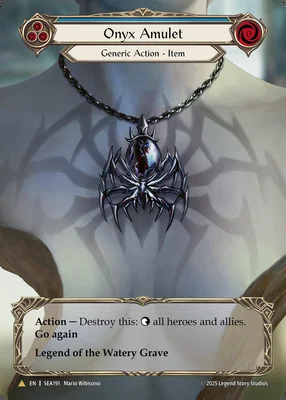 Onyx Amulet
Generic Action - Item
Action — Destroy this: all heroes and allies.
Go again
Legend of the Watery Grave
EN | SEA191 Mario Wibisono © 2025 Legend Story Studios